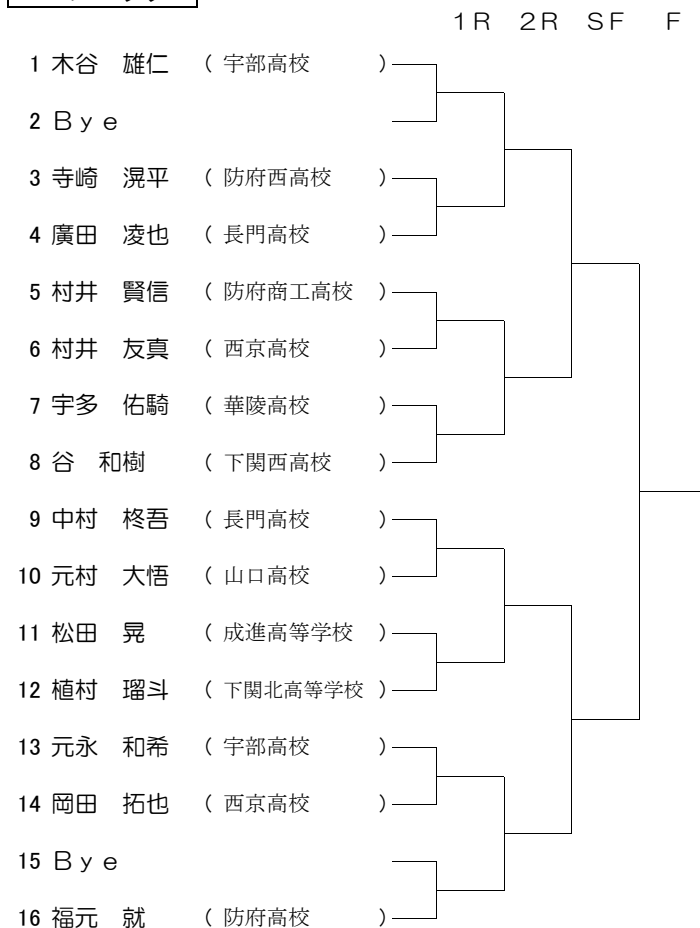 1R 2R SF F
1 木谷 雄仁 ( 宇部高校 )
2 Bye
3 寺崎 滉平 ( 防府西高校 )
4 廣田 凌也 ( 長門高校 )
5 村井 賢信 ( 防府商工高校 )
6 村井 友真 ( 西京高校 )
7 宇多 佑騎 ( 華陵高校 )
8 谷 和樹 ( 下関西高校 )
9 中村 柊吾 ( 長門高校 )
10 元村 大悟 ( 山口高校 )
11 松田 晃 ( 成進高等学校 )
12 植村 瑠斗 ( 下関北高等学校 )
13 元永 和希 ( 宇部高校 )
14 岡田 拓也 ( 西京高校 )
15 Bye
16 福元 就 ( 防府高校 )